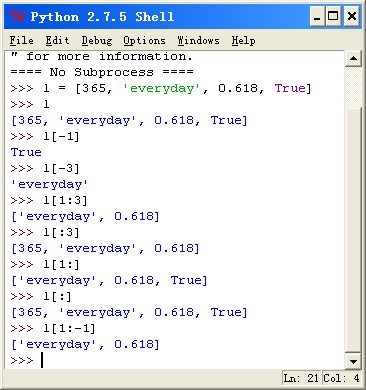 Python 2.7.5 Shell
File Edit Debug Options Windows Help
" for more information.
==== No Subprocess ====
>>> l = [365, 'everyday', 0.618, True]
>>> l
[365, 'everyday', 0.618, True]
>>> l[-1]
True
>>> l[-3]
'everyday'
>>> l[1:3]
['everyday', 0.618]
>>> l[:3]
[365, 'everyday', 0.618]
>>> l[1:]
['everyday', 0.618, True]
>>> l[:]
[365, 'everyday', 0.618, True]
>>> l[1:-1]
['everyday', 0.618]
>>>
Ln: 21 Col: 4